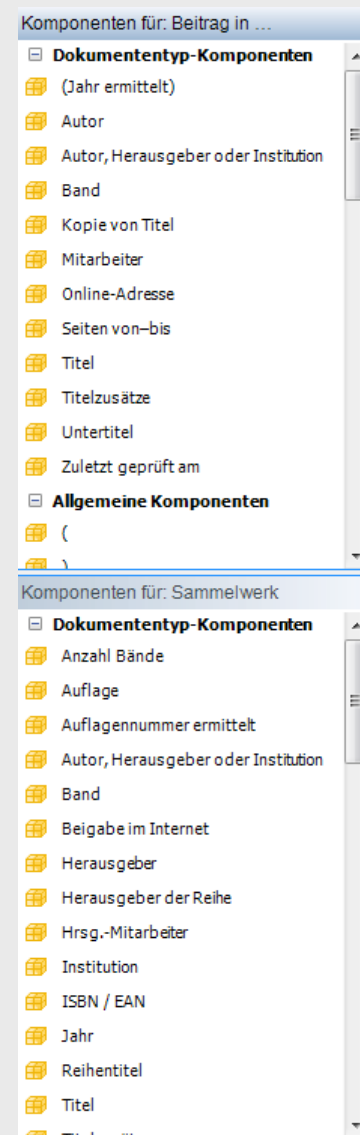 Komponenten für: Beitrag in ...
Dokumententyp-Komponenten
(Jahr ermittelt)
Autor
Autor, Herausgeber oder Institution
Band
Kopie von Titel
Mitarbeiter
Online-Adresse
Seiten von–bis
Titel
Titelzusätze
Untertitel
Zuletzt geprüft am
Allgemeine Komponenten
(
)
Komponenten für: Sammelwerk
Dokumententyp-Komponenten
Anzahl Bände
Auflage
Auflagennummer ermittelt
Autor, Herausgeber oder Institution
Band
Beigabe im Internet
Herausgeber
Herausgeber der Reihe
Hrsg.-Mitarbeiter
Institution
ISBN / EAN
Jahr
Reihentitel
Titel